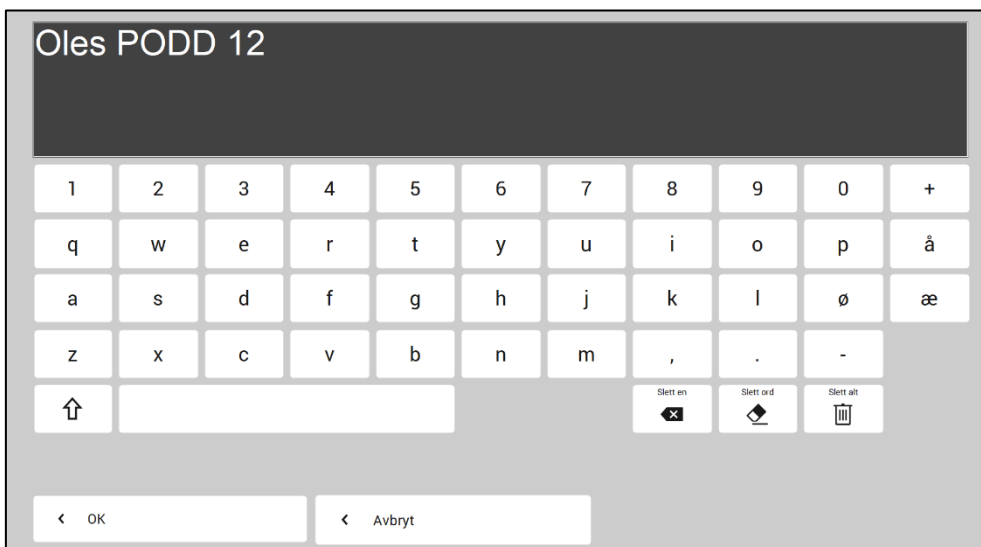 Oles PODD 12
1 2 3 4 5 6 7 8 9 0 +
q w e r t y u i o p å
a s d f g h j k l ø æ
z x c v b n m , . -
Slett en Slett ord Slett alt
OK Avbryt